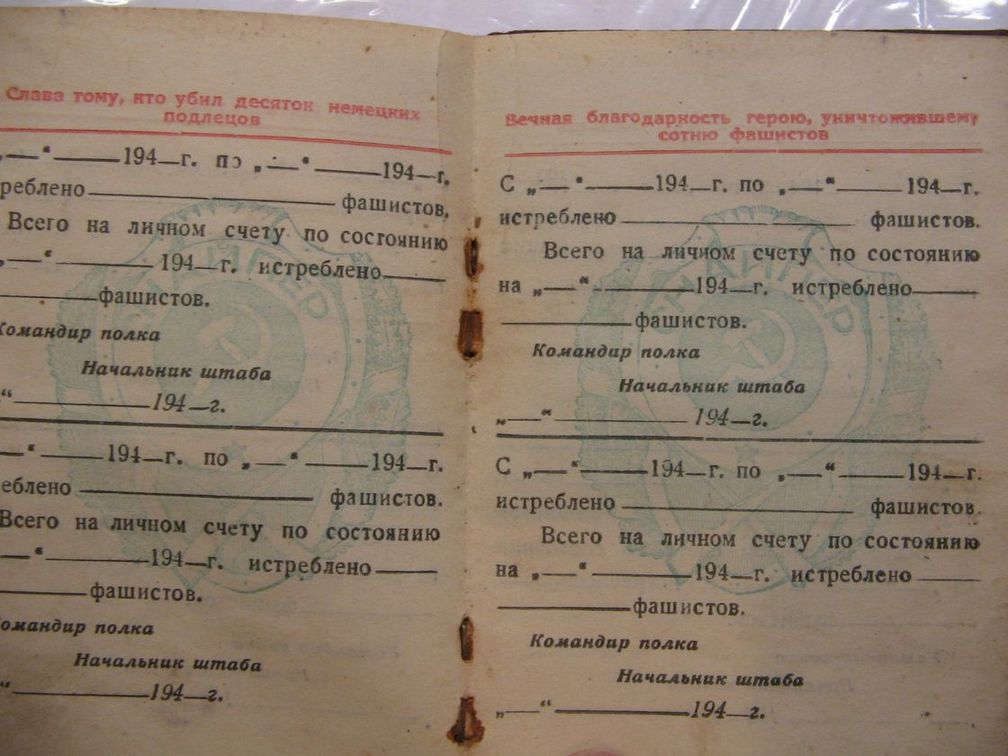 Слава тому, кто убил десяток немецких
подлецов
„—“ ——194—г. по „—“ ——194—г.
реблено —— фашистов.
Всего на личном счету по состоянию
„—“ —— 194—г. истреблено——
——фашистов.
Командир полка
Начальник штаба
“ ——194—г.
—“ ——194—г. по „—“ ——194—г.
еблено —— фашистов.
Всего на личном счету по состоянию
—“ ——194—г. истреблено——
——фашистов.
омандир полка
Начальник штаба
“ ——194—г.
Вечная благодарность герою, уничтожившему
сотню фашистов
С „—“ ——194—г. по „—“ —— 194—г.
истреблено —— фашистов.
Всего на личном счету по состоянию
на „—“ ——194—г. истреблено——
——фашистов.
Командир полка
Начальник штаба
„—“ —— 194—г.
С „—“ ——194—г. по „—“ ——194—г.
истреблено —— фашистов.
Всего на личном счету по состоянию
на „—“ ——194—г. истреблено ——
——фашистов.
Командир полка
Начальник штаба
„—“ ——194—г.
СНАЙПЕР
СНАЙПЕР